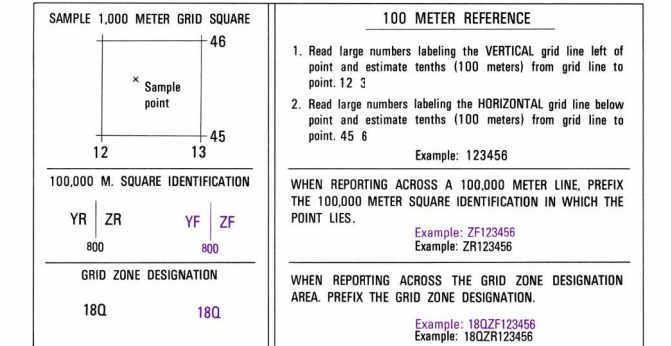 SAMPLE 1,000 METER GRID SQUARE
46
× Sample
point
45
12 13
100,000 M. SQUARE IDENTIFICATION
YR ZR YF ZF
800 800
GRID ZONE DESIGNATION
18Q 18Q
100 METER REFERENCE
1. Read large numbers labeling the VERTICAL grid line left of
point and estimate tenths (100 meters) from grid line to
point. 12 3
2. Read large numbers labeling the HORIZONTAL grid line below
point and estimate tenths (100 meters) from grid line to
point. 45 6
Example: 123456
WHEN REPORTING ACROSS A 100,000 METER LINE, PREFIX
THE 100,000 METER SQUARE IDENTIFICATION IN WHICH THE
POINT LIES.
Example: ZF123456
Example: ZR123456
WHEN REPORTING ACROSS THE GRID ZONE DESIGNATION
AREA. PREFIX THE GRID ZONE DESIGNATION.
Example: 18QZF123456
Example: 18QZR123456